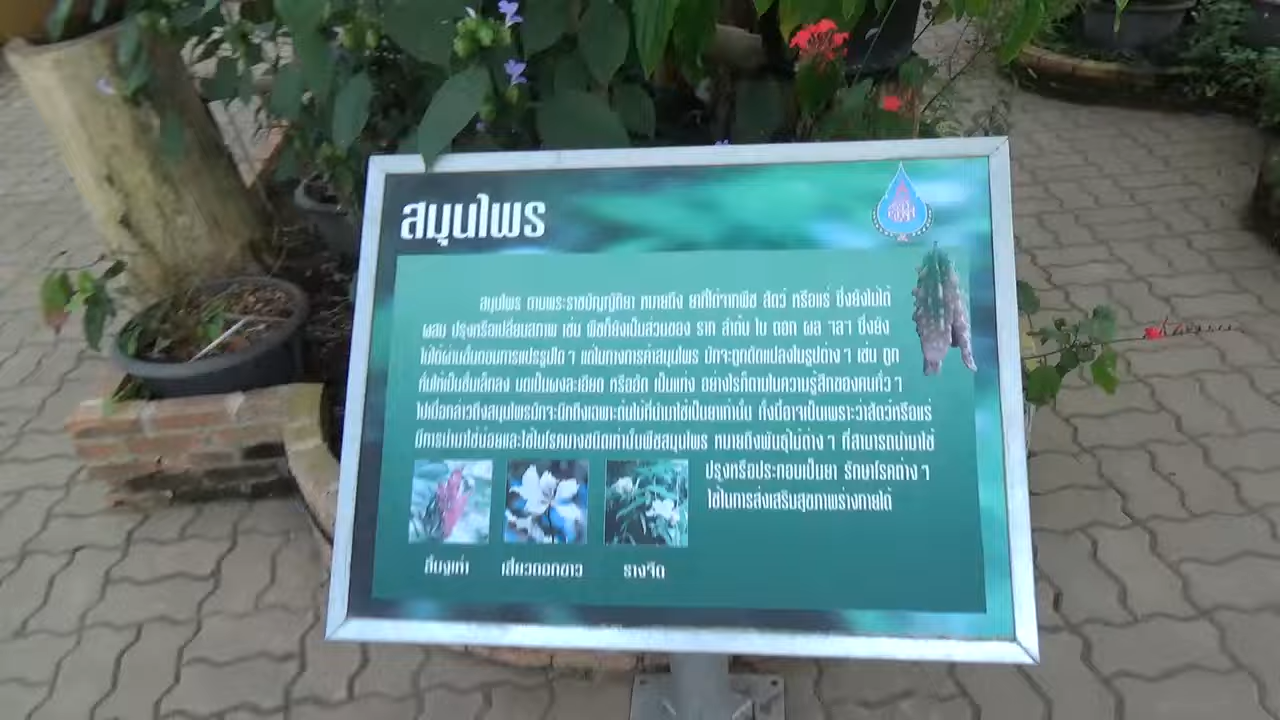 สมุนไพร
สมุนไพร ตามพระราชบัญญัติยา หมายถึง ยาที่ได้จากพืช สัตว์ หรือแร่ ซึ่งยังไม่ได้
ผสม ปรุงหรือเปลี่ยนสภาพ เช่น พืชก็ยังเป็นส่วนของ ราก ลำต้น ใบ ดอก ผล ฯลฯ ซึ่งยัง
ไม่ได้ผ่านขั้นตอนการแปรรูปใด ๆ แต่ในทางการค้าสมุนไพร มักจะถูกดัดแปลงในรูปต่าง ๆ เช่น ถูก
หั่นให้เป็นชิ้นเล็กลง บดเป็นผงละเอียด หรืออัด เป็นแท่ง อย่างไรก็ตามในความรู้สึกของคนทั่ว ๆ
ไปเมื่อกล่าวถึงสมุนไพรมักจะนึกถึงเฉพาะต้นไม้ที่นำมาใช้เป็นยาเท่านั้น ทั้งนี้อาจเป็นเพราะว่าสัตว์หรือแร่
มีการนำมาใช้น้อยและใช้ในโรคบางชนิดเท่านั้นพืชสมุนไพร หมายถึงพันธุ์ไม้ต่าง ๆ ที่สามารถนำมาใช้
ปรุงหรือประกอบเป็นยา รักษาโรคต่าง ๆ
ใช้ในการส่งเสริมสุขภาพร่างกายได้
เสี้ยวดอกขาว
รางจืด